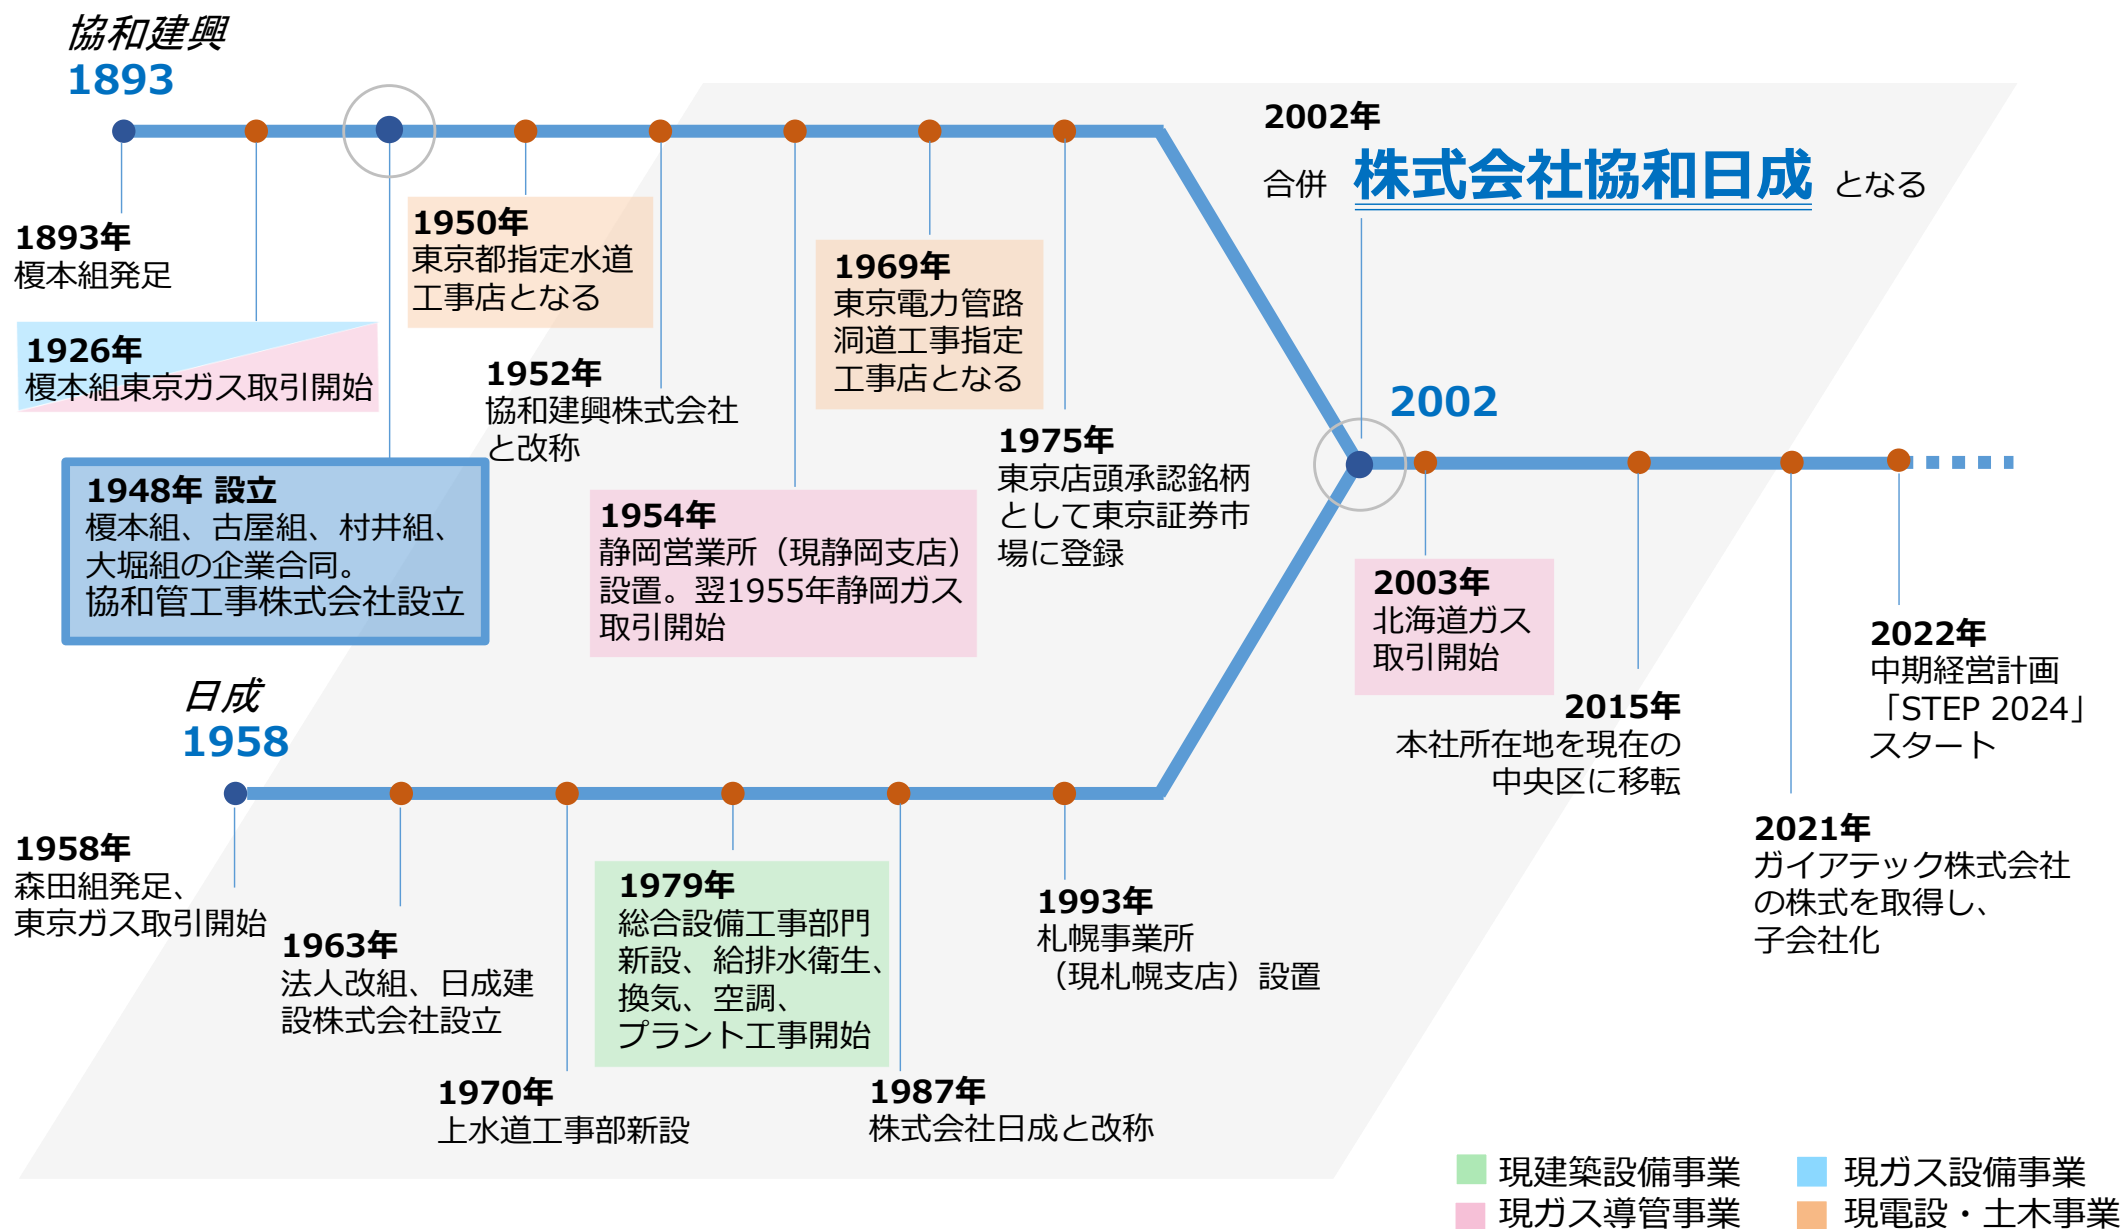 協和建興
1893
1893年
榎本組発足
1926年
榎本組東京ガス取引開始
1948年 設立
榎本組、古屋組、村井組、
大堀組の企業合同。
協和管工事株式会社設立
1950年
東京都指定水道
工事店となる
1952年
協和建興株式会社
と改称
1954年
静岡営業所（現静岡支店）
設置。翌1955年静岡ガス
取引開始
1969年
東京電力管路
洞道工事指定
工事店となる
1975年
東京店頭承認銘柄
として東京証券市
場に登録
2002年
合併 株式会社協和日成 となる
2002
2003年
北海道ガス
取引開始
2015年
本社所在地を現在の
中央区に移転
2021年
ガイアテック株式会社
の株式を取得し、
子会社化
2022年
中期経営計画
「STEP 2024」
スタート
日成
1958
1958年
森田組発足、
東京ガス取引開始
1963年
法人改組、日成建
設株式会社設立
1970年
上水道工事部新設
1979年
総合設備工事部門
新設、給排水衛生、
換気、空調、
プラント工事開始
1987年
株式会社日成と改称
1993年
札幌事業所
（現札幌支店）設置
現建築設備事業
現ガス設備事業
現ガス導管事業
現電設・土木事業